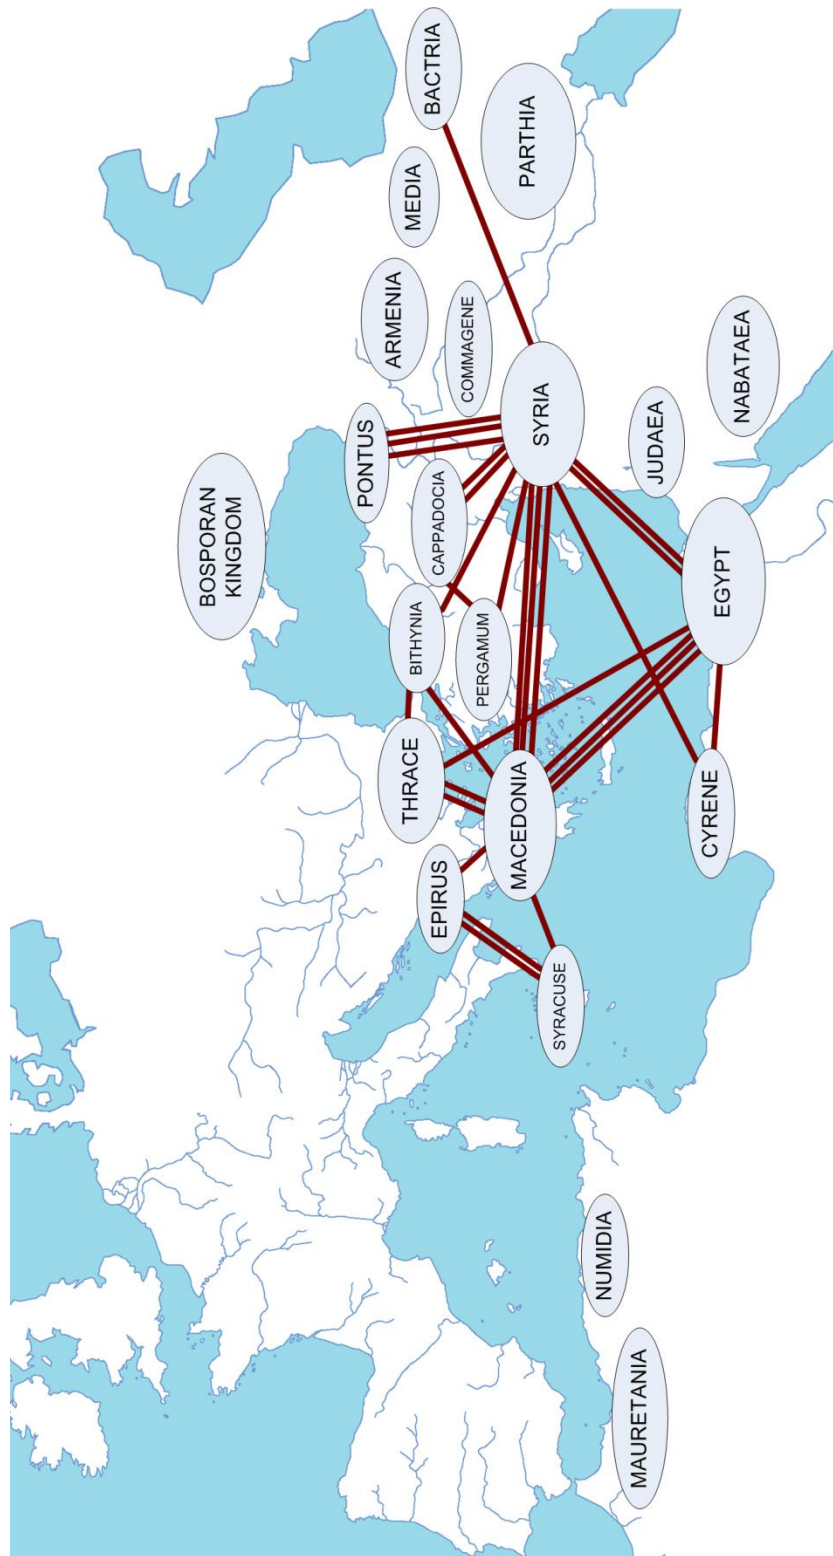 BOSPORAN
KINGDOM
THRACE
BITHYNIA
PONTUS
ARMENIA
MEDIA
BACTRIA
EPIRUS
PERGAMUM
CAPPADOCIA
COMMAGENE
MACEDONIA
SYRIA
PARTHIA
SYRACUSE
MAURETANIA
NUMIDIA
CYRENE
EGYPT
JUDAEA
NABATAEA